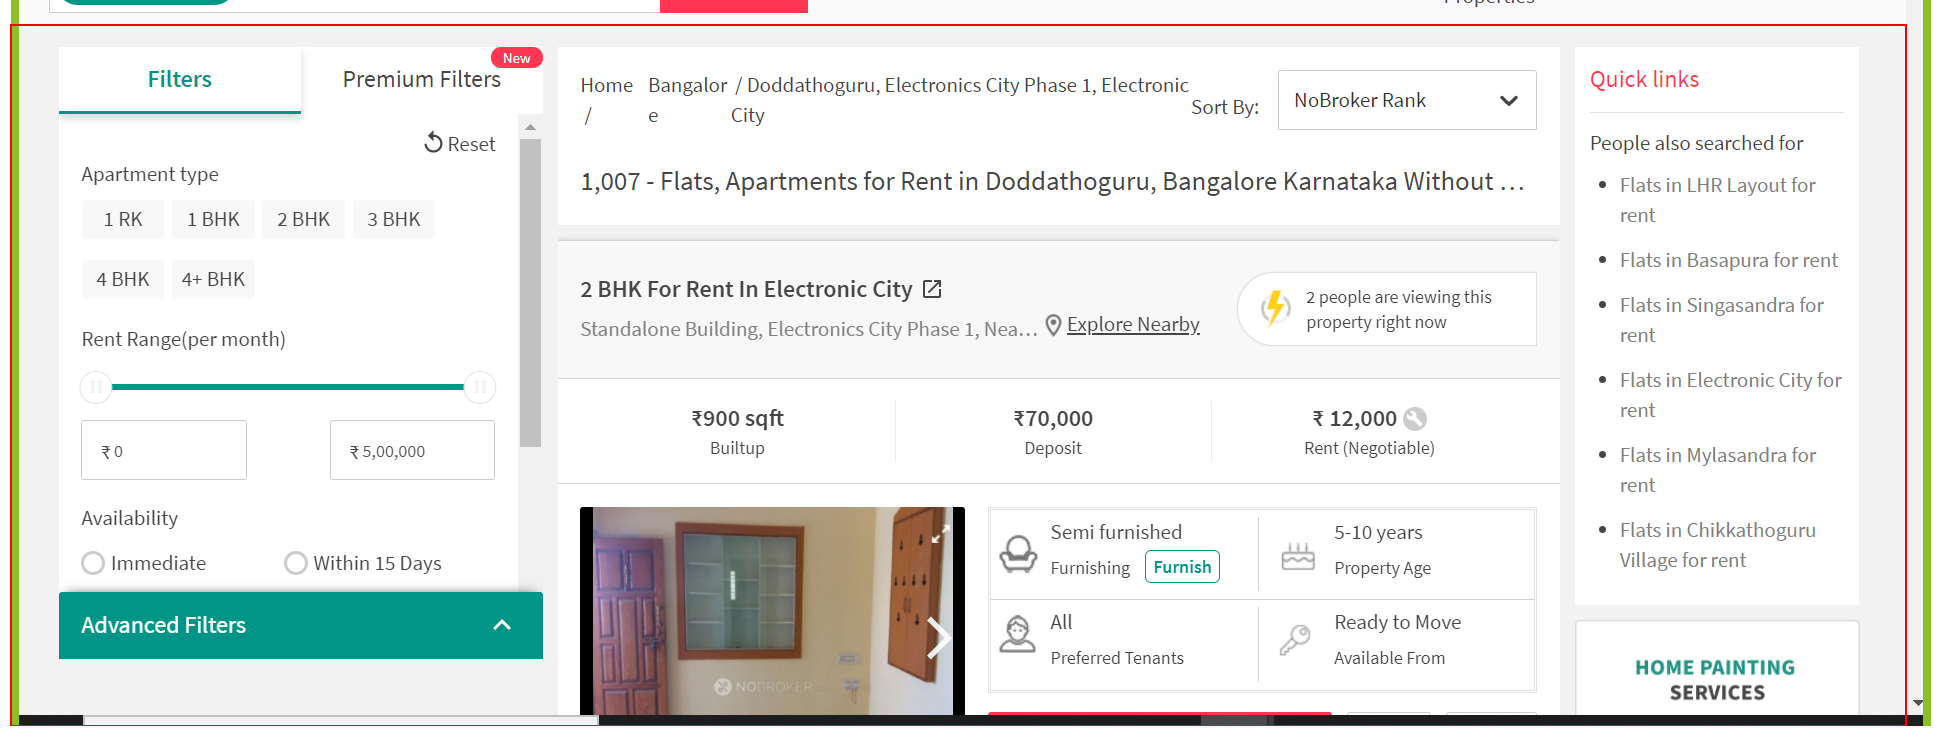 Filters
Premium Filters
New
Reset
Apartment type
1 RK
1 BHK
2 BHK
3 BHK
4 BHK
4+ BHK
Rent Range(per month)
₹ 0
₹ 5,00,000
Availability
Immediate
Within 15 Days
Advanced Filters
Home / Bangalore / Doddathoguru, Electronics City Phase 1, Electronic City
Sort By:
NoBroker Rank
1,007 - Flats, Apartments for Rent in Doddathoguru, Bangalore Karnataka Without ...
2 BHK For Rent In Electronic City
Standalone Building, Electronics City Phase 1, Nea...
Explore Nearby
2 people are viewing this
property right now
₹900 sqft
Builtup
₹70,000
Deposit
₹ 12,000
Rent (Negotiable)
NOBROKER
Semi furnished
Furnishing
Furnish
5-10 years
Property Age
All
Preferred Tenants
Ready to Move
Available From
Quick links
People also searched for
Flats in LHR Layout for
rent
Flats in Basapura for rent
Flats in Singasandra for
rent
Flats in Electronic City for
rent
Flats in Mylasandra for
rent
Flats in Chikkathoguru
Village for rent
HOME PAINTING
SERVICES